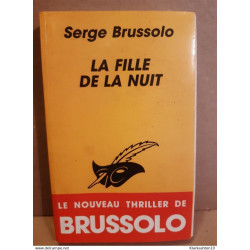 Serge Brussolo
LA FILLE
DE LA NUIT
LE NOUVEAU THRILLER DE
BRUSSOLO